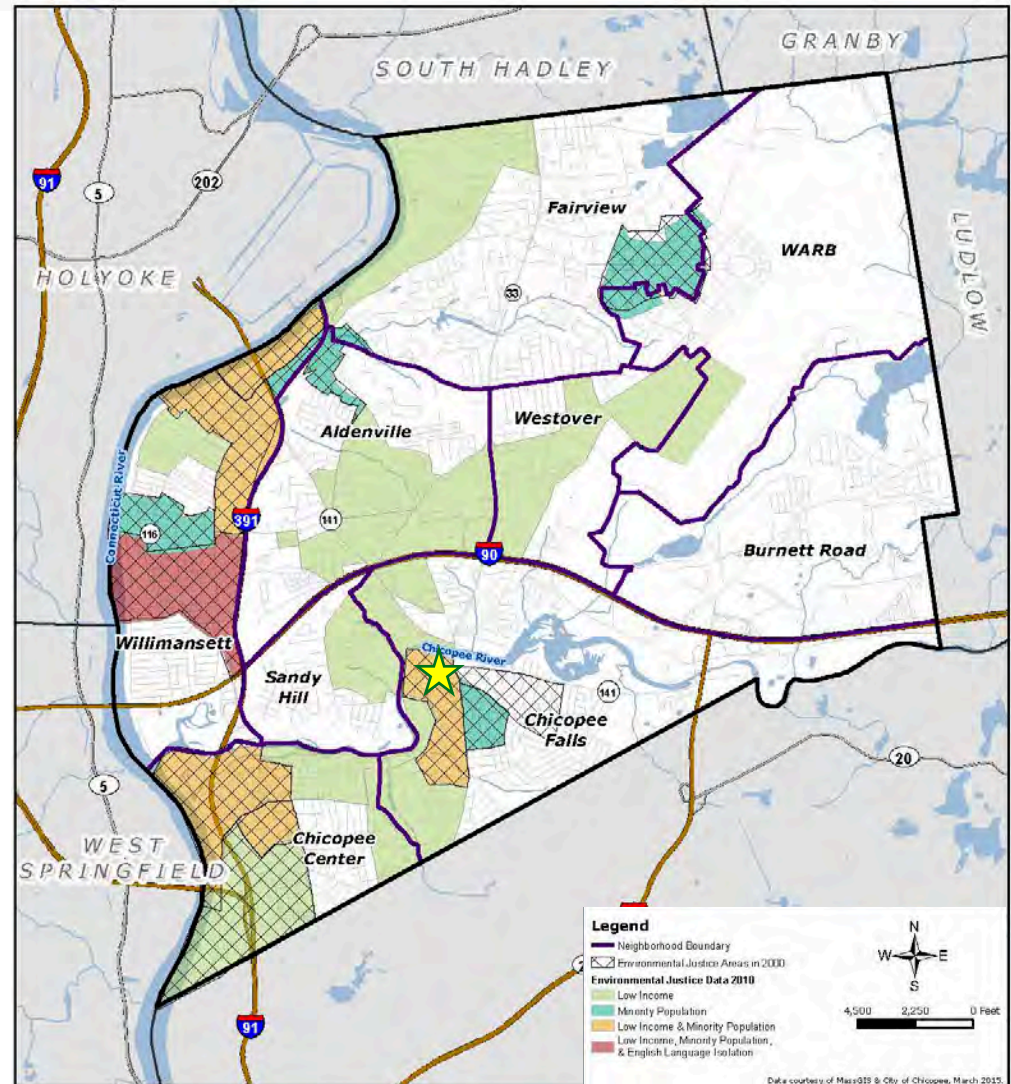 GRANBY
SOUTH HADLEY
91
5
202
Fairview
WARB
LUDLOW
HOLYOKE
33
Aldenville
Westover
Connecticut River
141
391
116
90
Burnett Road
Willimansett
Chicopee River
Sandy
Hill
141
Chicopee
Falls
5
20
WEST
SPRINGFIELD
Chicopee
Center
91
Legend
Neighborhood Boundary
Environmental Justice Areas in 2000
Environmental Justice Data 2010
Low Income
Minority Population
Low Income & Minority Population
Low Income, Minority Population,
& English Language Isolation
N
W
E
S
4,500
2,250
0 Feet
Data courtesy of MassGIS & City of Chicopee, March 2015.